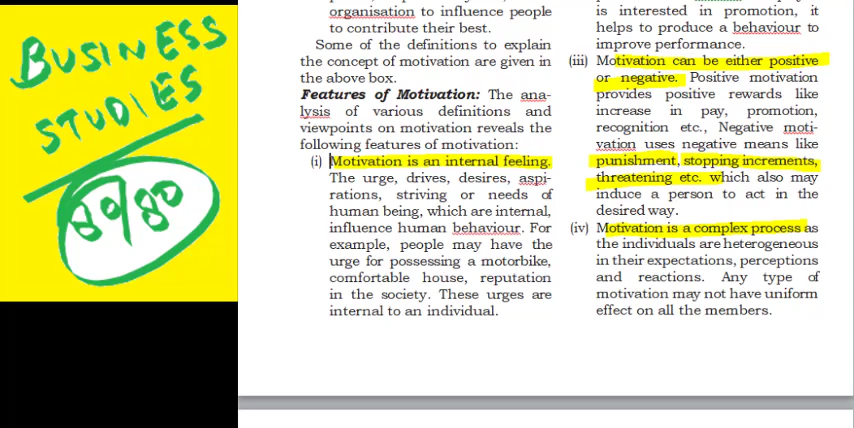 BUSINESS
STUDIES
80/80
organisation to influence people
to contribute their best.
Some of the definitions to explain
the concept of motivation are given in
the above box.
Features of Motivation: The ana-
lysis of various definitions and
viewpoints on motivation reveals the
following features of motivation:
(i) Motivation is an internal feeling.
The urge, drives, desires, aspi-
rations, striving or needs of
human being, which are internal,
influence human behaviour. For
example, people may have the
urge for possessing a motorbike,
comfortable house, reputation
in the society. These urges are
internal to an individual.
is interested in promotion, it
helps to produce a behaviour to
improve performance.
(iii) Motivation can be either positive
or negative. Positive motivation
provides positive rewards like
increase in pay, promotion,
recognition etc., Negative moti-
vation uses negative means like
punishment, stopping increments,
threatening etc. which also may
induce a person to act in the
desired way.
(iv) Motivation is a complex process as
the individuals are heterogeneous
in their expectations, perceptions
and reactions. Any type of
motivation may not have uniform
effect on all the members.